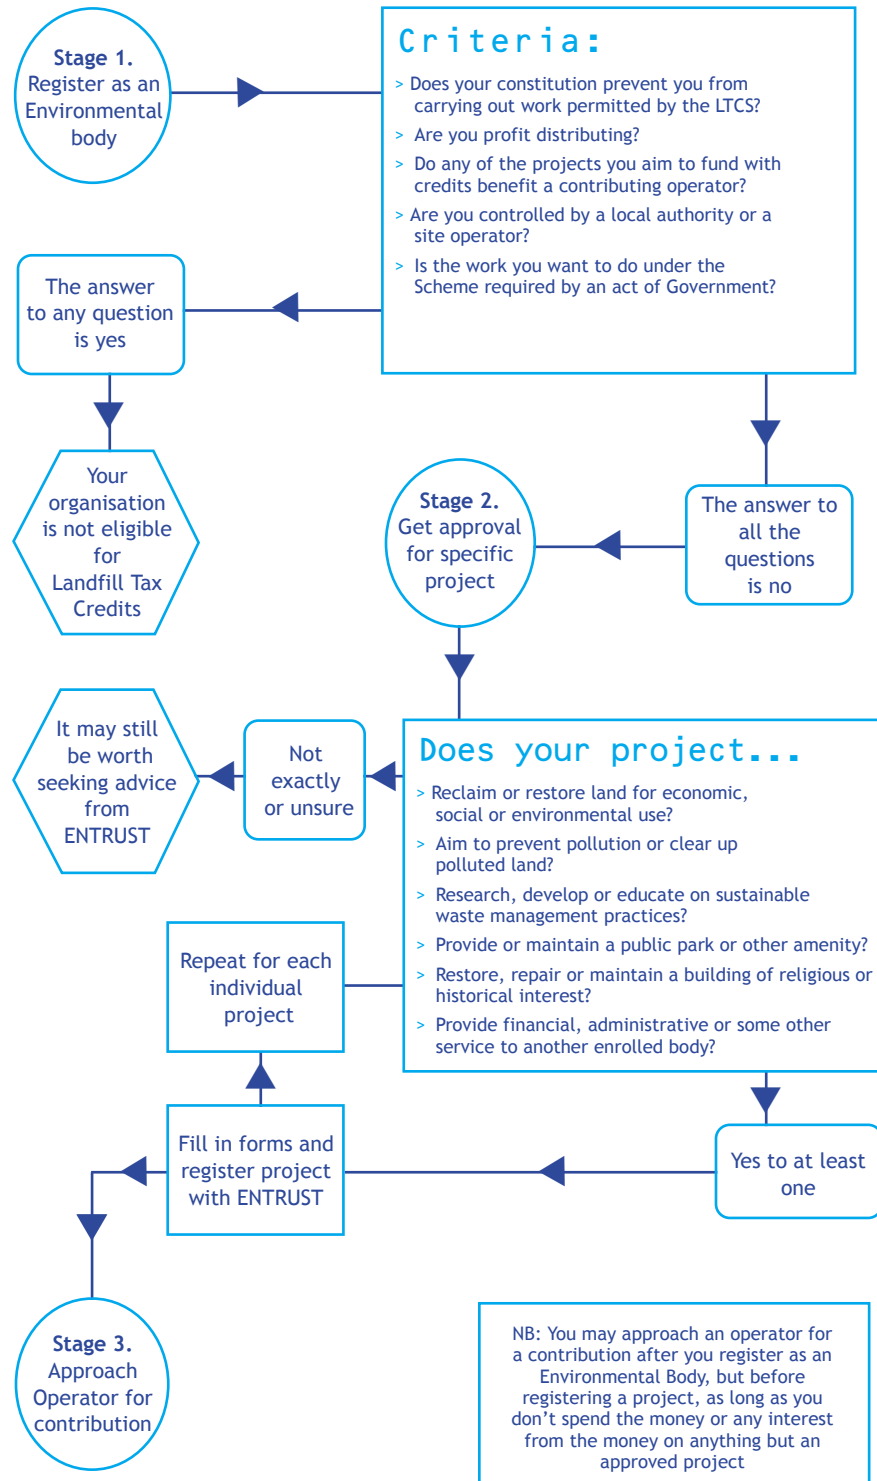 Stage 1.
Register as an
Environmental
body
Criteria:
> Does your constitution prevent you from
carrying out work permitted by the LTCS?
> Are you profit distributing?
> Do any of the projects you aim to fund with
credits benefit a contributing operator?
> Are you controlled by a local authority or a
site operator?
> Is the work you want to do under the
Scheme required by an act of Government?
The answer
to any question
is yes
Your
organisation
is not eligible
for
Landfill Tax
Credits
The answer to
all the
questions
is no
Stage 2.
Get approval
for specific
project
Does your project...
> Reclaim or restore land for economic,
social or environmental use?
> Aim to prevent pollution or clear up
polluted land?
> Research, develop or educate on sustainable
waste management practices?
> Provide or maintain a public park or other amenity?
> Restore, repair or maintain a building of religious or
historical interest?
> Provide financial, administrative or some other
service to another enrolled body?
Not
exactly
or unsure
It may still
be worth
seeking advice
from
ENTRUST
Yes to at least
one
Fill in forms and
register project
with ENTRUST
Repeat for each
individual
project
Stage 3.
Approach
Operator for
contribution
NB: You may approach an operator for
a contribution after you register as an
Environmental Body, but before
registering a project, as long as you
don’t spend the money or any interest
from the money on anything but an
approved project